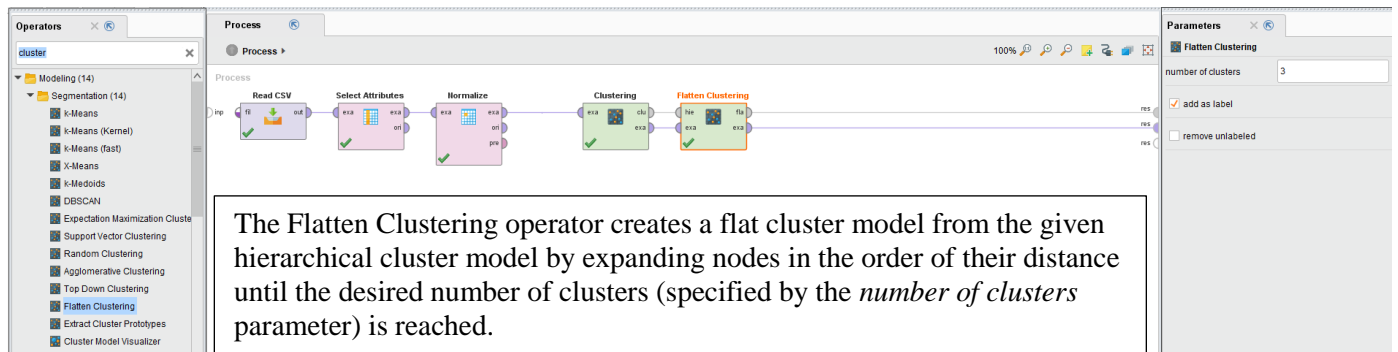 Operators
cluster
Modeling (14)
Segmentation (14)
k-Means
k-Means (Kernel)
k-Means (fast)
X-Means
k-Medoids
DBSCAN
Expectation Maximization Cluste
Support Vector Clustering
Random Clustering
Agglomerative Clustering
Top Down Clustering
Flatten Clustering
Extract Cluster Prototypes
Cluster Model Visualizer
Process
Process
100%
Process
inp
Read CSV
fil
out
Select Attributes
exa
exa
ori
Normalize
exa
exa
ori
pre
Clustering
exa
clu
exa
Flatten Clustering
hie
fla
exa
exa
res
res
res
The Flatten Clustering operator creates a flat cluster model from the given
hierarchical cluster model by expanding nodes in the order of their distance
until the desired number of clusters (specified by the number of clusters
parameter) is reached.
Parameters
Flatten Clustering
number of clusters
3
add as label
remove unlabeled